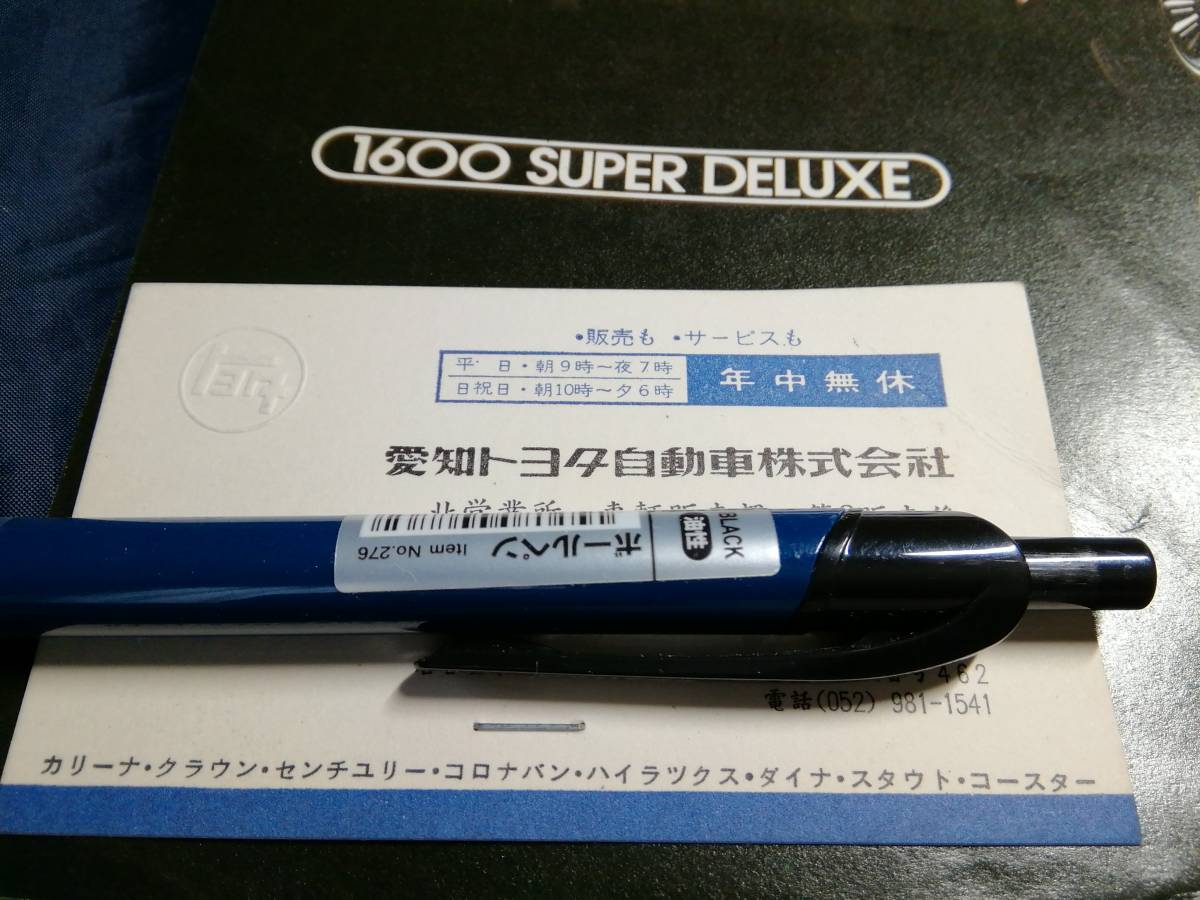 1600 SUPER DELUXE
•販売も •サービスも
平日・朝9時〜夜7時
日祝日・朝10時〜夕6時
年中無休
愛知トヨタ自動車株式会社
BLACK
油性
ボールペン
Item No.276
462
電話(052) 981-1541
カリーナ・クラウン・センチユリー・コロナバン・ハイラツクス・ダイナ・スタウト・コースター